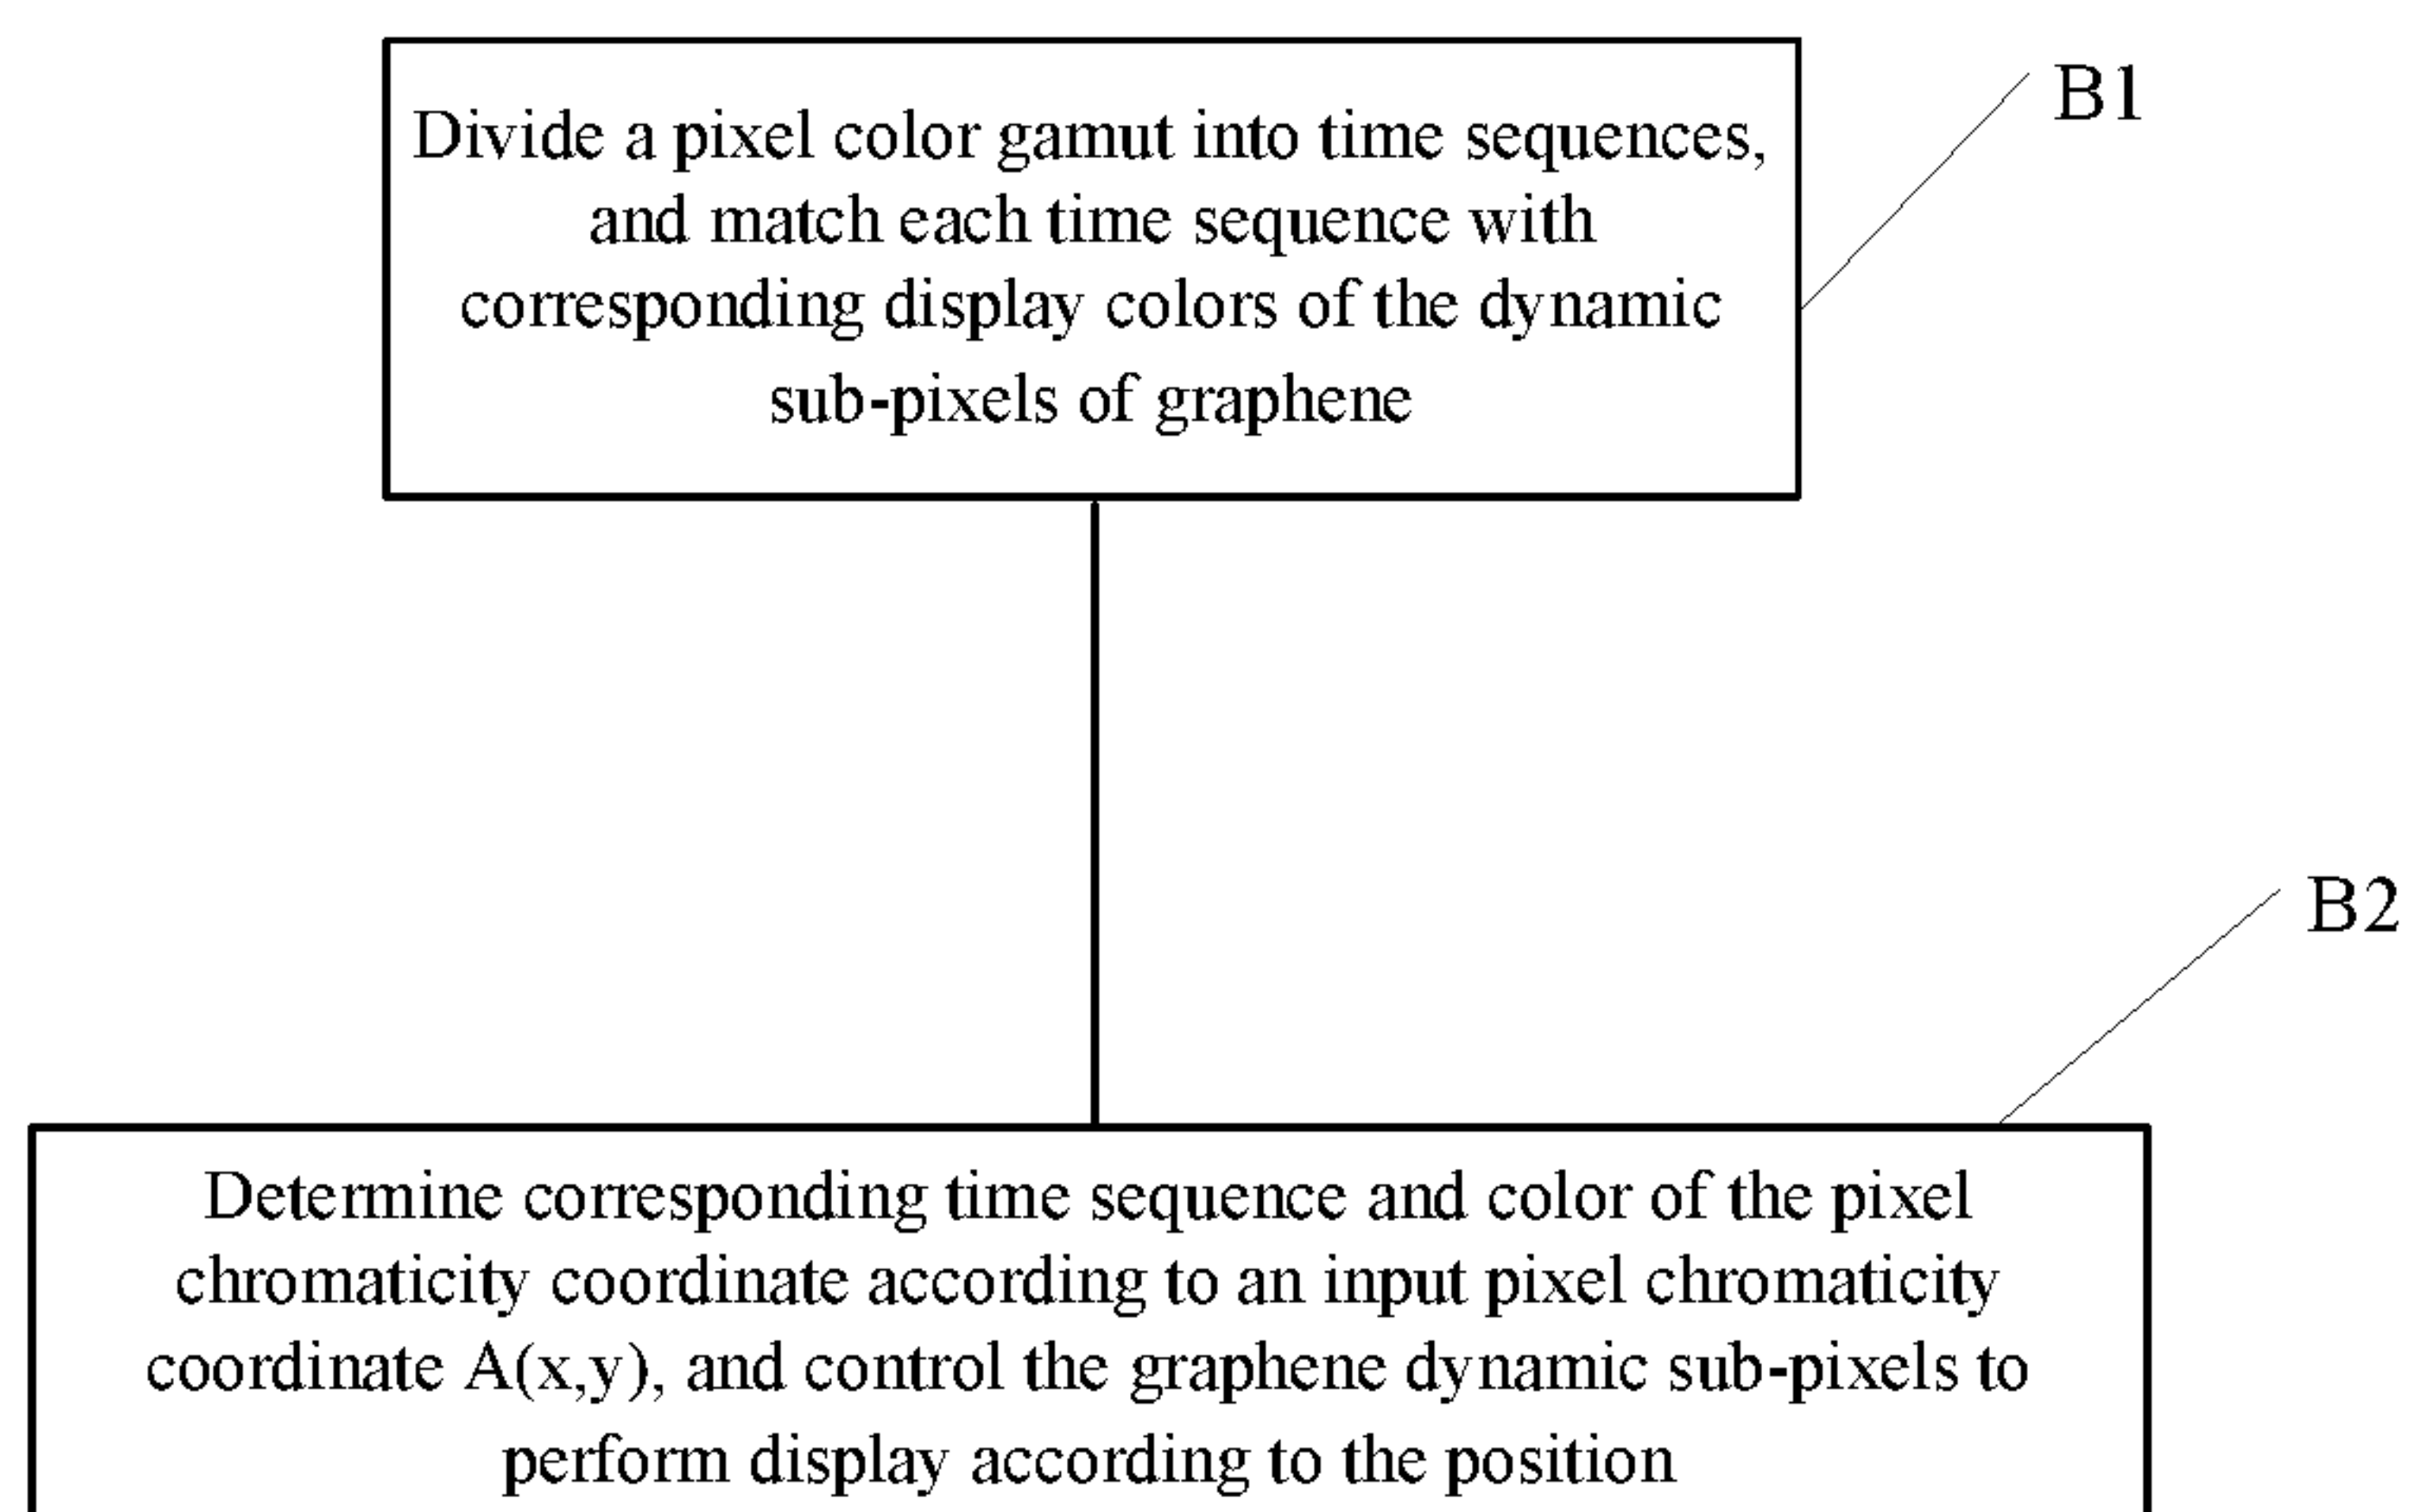 Divide a pixel color gamut into time sequences,
and match each time sequence with
corresponding display colors of the dynamic
sub-pixels of graphene
B1
B2
Determine corresponding time sequence and color of the pixel
chromaticity coordinate according to an input pixel chromaticity
coordinate A(x,y), and control the graphene dynamic sub-pixels to
perform display according to the position